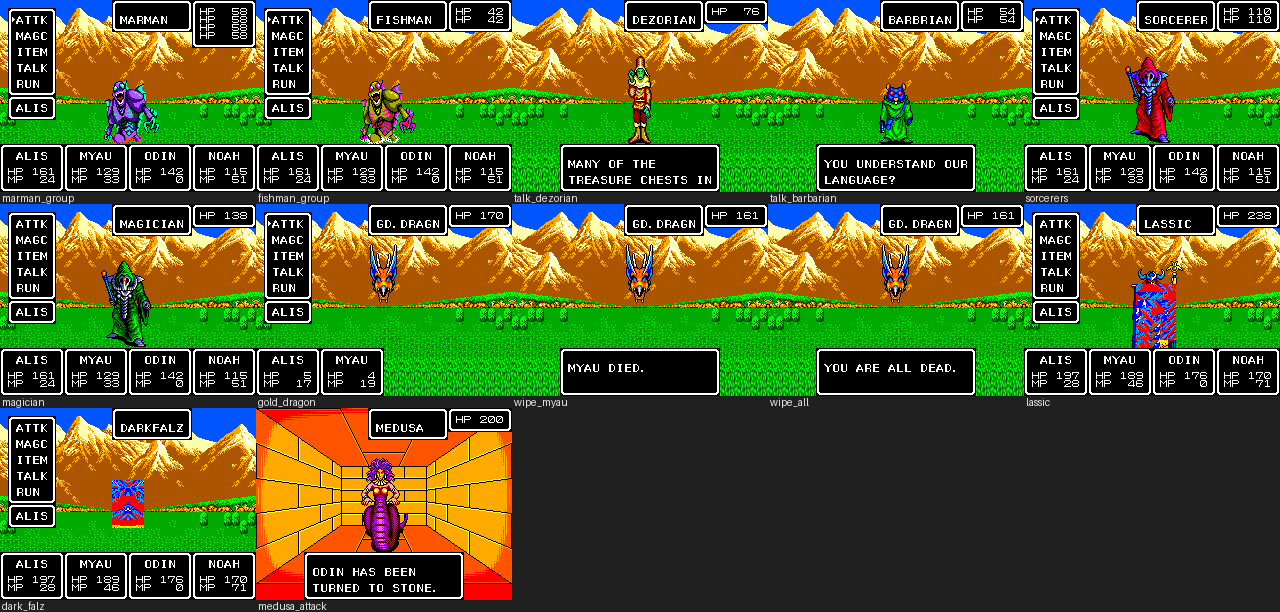 ATTK
MAGC
ITEM
TALK
RUN
ALIS
MARMAN
HP 58
HP
HP
ALIS
HP 161
MP 24
MYAU
HP 129
MP 33
ODIN
HP 142
MP 0
NOAH
HP 115
MP 51
marman_group
ATTK
MAGC
ITEM
TALK
RUN
ALIS
FISHMAN
HP 42
HP 42
ALIS
HP 161
MP 24
MYAU
HP 129
MP 33
ODIN
HP 142
MP 0
NOAH
HP 115
MP 51
fishman_group
DEZORIAN
HP 76
MANY OF THE
TREASURE CHESTS IN
talk_dezorian
BARBRIAN
HP 54
HP 54
YOU UNDERSTAND OUR
LANGUAGE?
talk_barbarian
ATTK
MAGC
ITEM
TALK
RUN
ALIS
SORCERER
HP 110
HP 110
ALIS
HP 161
MP 24
MYAU
HP 129
MP 33
ODIN
HP 142
MP 0
NOAH
HP 115
MP 51
sorcerers
ATTK
MAGC
ITEM
TALK
RUN
ALIS
MAGICIAN
HP 138
ALIS
HP 161
MP 24
MYAU
HP 129
MP 33
ODIN
HP 142
MP 0
NOAH
HP 115
MP 51
magician
ATTK
MAGC
ITEM
TALK
RUN
ALIS
GD.DRAGN
HP 170
ALIS
HP 5
MP 17
MYAU
HP 4
MP 19
gold_dragon
GD.DRAGN
HP 161
MYAU DIED.
wipe_myau
GD.DRAGN
HP 161
YOU ARE ALL DEAD.
wipe_all
ATTK
MAGC
ITEM
TALK
RUN
ALIS
LASSIC
HP 238
ALIS
HP 197
MP 28
MYAU
HP 189
MP 46
ODIN
HP 176
MP 0
NOAH
HP 170
MP 71
lassic
ATTK
MAGC
ITEM
TALK
RUN
ALIS
DARKFALZ
ALIS
HP 197
MP 28
MYAU
HP 189
MP 46
ODIN
HP 176
MP 0
NOAH
HP 170
MP 71
dark_falz
MEDUSA
HP 200
ODIN HAS BEEN
TURNED TO STONE.
medusa_attack